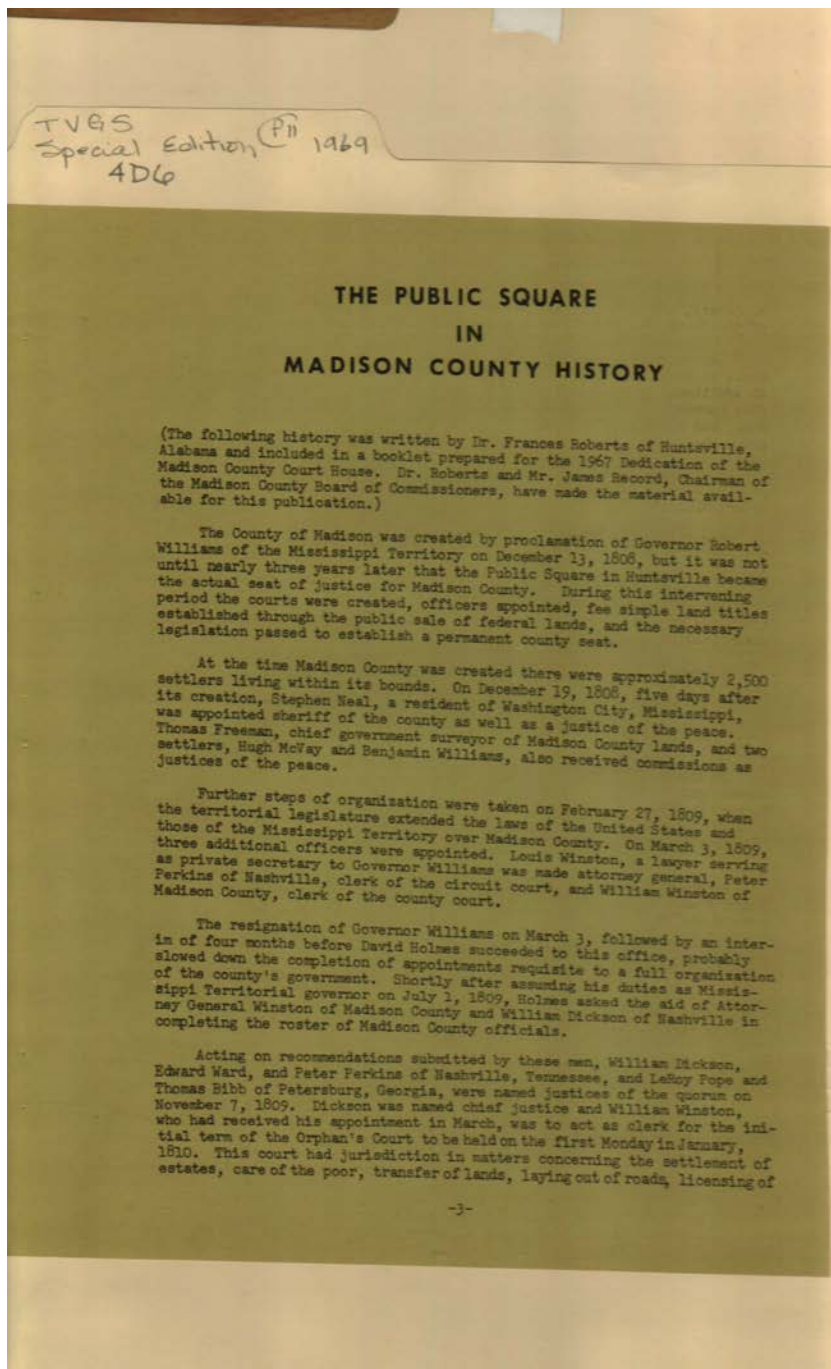 TVGS
Special Edition P11 1969
4D6
THE PUBLIC SQUARE
IN
MADISON COUNTY HISTORY
(The following history was written by Dr. Frances Roberts of Huntsville,
Alabama and included in a booklet prepared for the 1967 Dedication of the
Madison County Court House. Dr. Roberts and Mr. James Record, Chairman of
the Madison County Board of Commissioners, have made the material avail-
able for this publication.)
The County of Madison was created by proclamation of Governor Robert
Williams of the Mississippi Territory on December 13, 1808, but it was not
until nearly three years later that the Public Square in Huntsville became
the actual seat of justice for Madison County. During this intervening
period the courts were created, officers appointed, fee simple land titles
established through the public sale of federal lands, and the necessary
legislation passed to establish a permanent county seat.
At the time Madison County was created there were approximately 2,500
settlers living within its bounds. On December 19, 1808, five days after
its creation, Stephen Neal, a resident of Washington City, Mississippi,
was appointed sheriff of the county as well as a justice of the peace.
Thomas Freeman, chief government surveyor of Madison County lands, and two
settlers, Hugh McVay and Benjamin Williams, also received commissions as
justices of the peace.
Further steps of organization were taken on February 27, 1809, when
the territorial legislature extended the laws of the United States and
those of the Mississippi Territory over Madison County. On March 3, 1809,
three additional officers were appointed. Louis Winston, a lawyer serving
as private secretary to Governor Williams was made attorney general, Peter
Perkins of Nashville, clerk of the circuit court, and William Winston of
Madison County, clerk of the county court.
The resignation of Governor Williams on March 3, followed by an inter-
im of four months before David Holmes succeeded to this office, probably
slowed down the completion of appointments requisite to a full organization
of the county's government. Shortly after assuming his duties as Missis-
sippi Territorial governor on July 1, 1809, Holmes asked the aid of Attor-
ney General Winston of Madison County and William Dickson of Nashville in
completing the roster of Madison County officials.
Acting on recommendations submitted by these men, William Dickson,
Edward Ward, and Peter Perkins of Nashville, Tennessee, and LeRoy Pope and
Thomas Bibb of Petersburg, Georgia, were named justices of the quorum on
November 7, 1809. Dickson was named chief justice and William Winston,
who had received his appointment in March, was to act as clerk for the ini-
tial term of the Orphan's Court to be held on the first Monday in January,
1810. This court had jurisdiction in matters concerning the settlement of
estates, care of the poor, transfer of lands, laying out of roads, licensing of
-3-